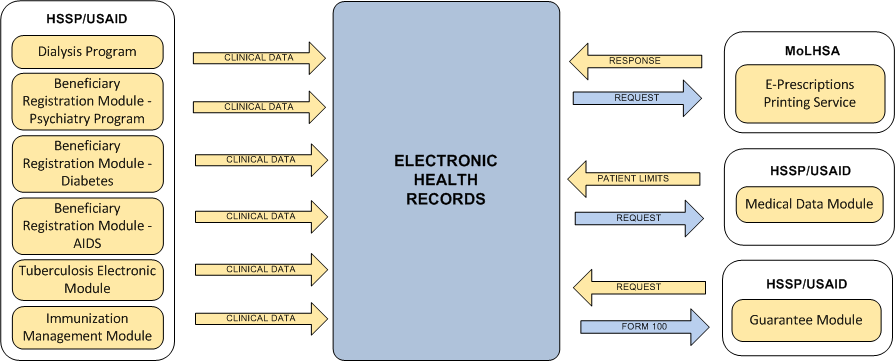 HSSP/USAID
Dialysis Program
Beneficiary
Registration Module -
Psychiatry Program
Beneficiary
Registration Module -
Diabetes
Beneficiary
Registration Module -
AIDS
Tuberculosis Electronic
Module
Immunization
Management Module
CLINICAL DATA
CLINICAL DATA
CLINICAL DATA
CLINICAL DATA
CLINICAL DATA
CLINICAL DATA
ELECTRONIC
HEALTH
RECORDS
RESPONSE
REQUEST
PATIENT LIMITS
REQUEST
REQUEST
FORM 100
MoLHSA
E-Prescriptions
Printing Service
HSSP/USAID
Medical Data Module
HSSP/USAID
Guarantee Module